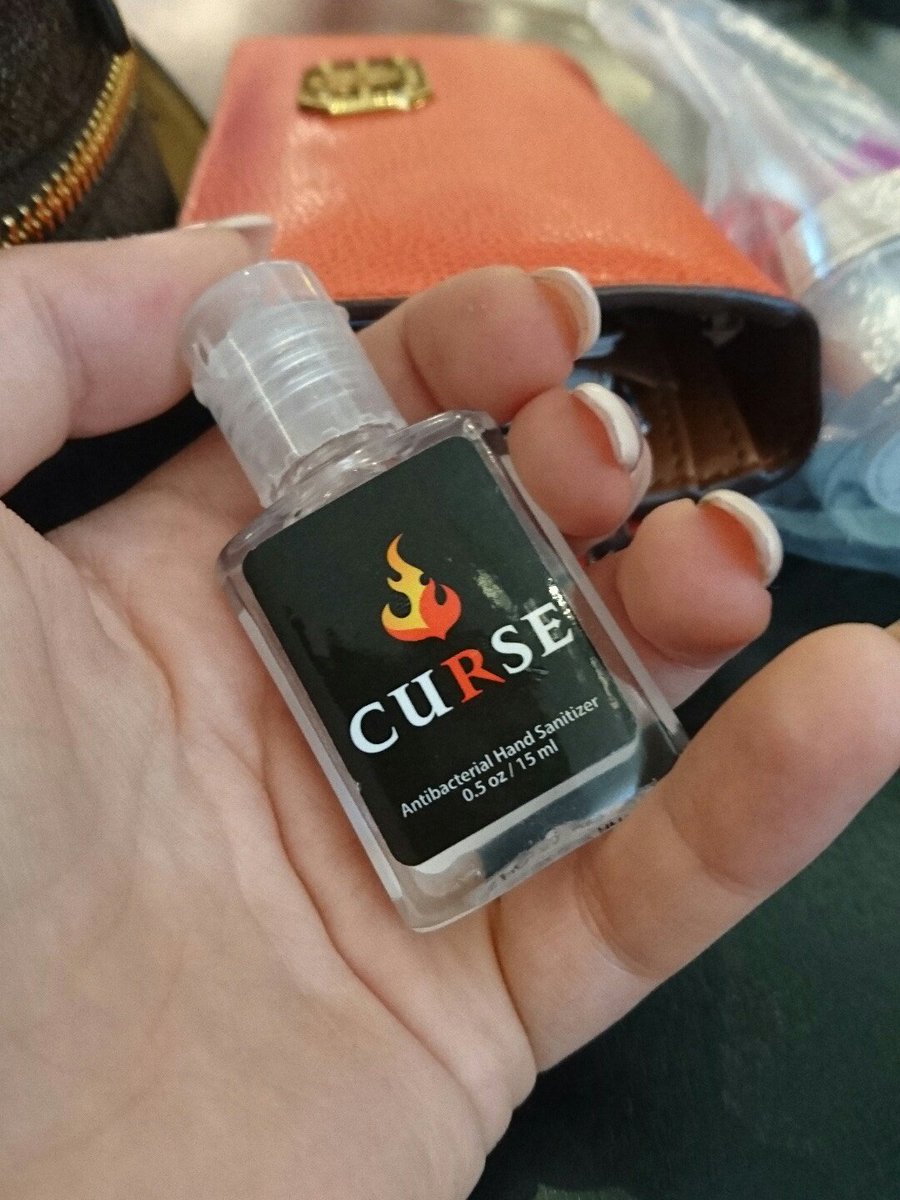 CURSE
Antibacterial Hand Sanitizer
0.5 oz / 15 ml